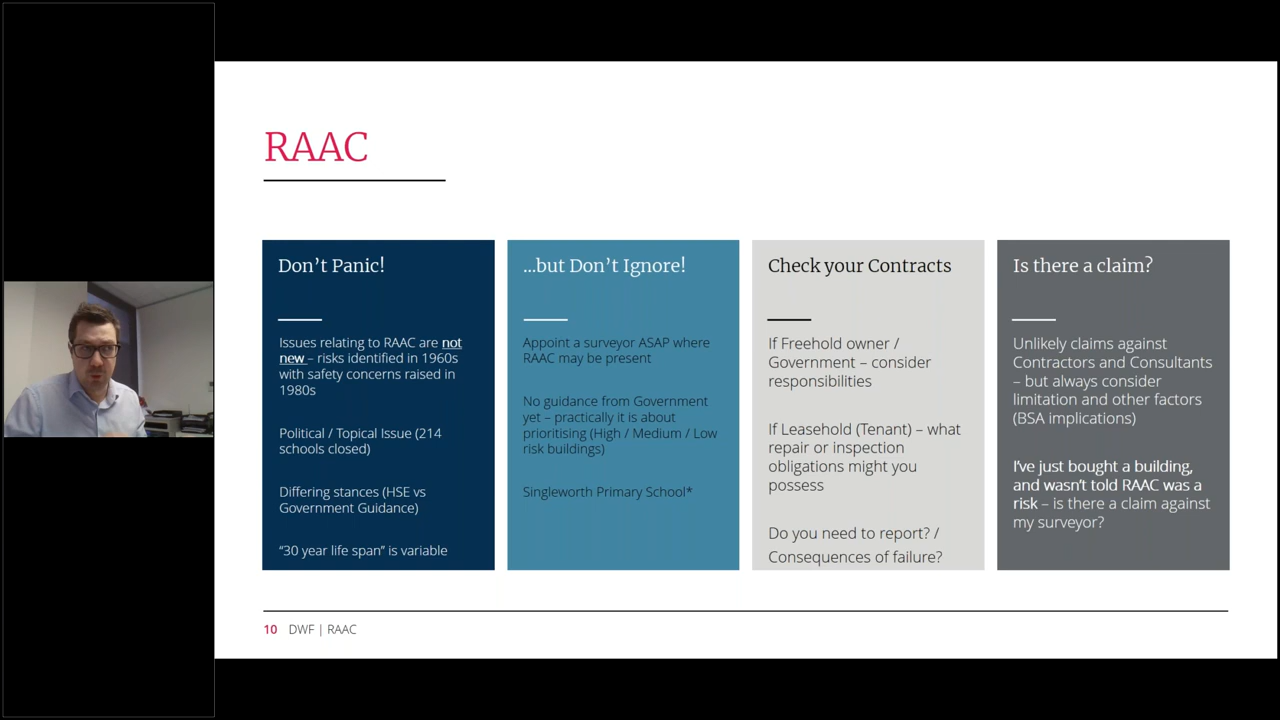 RAAC
Don’t Panic!
Issues relating to RAAC are not
new – risks identified in 1960s
with safety concerns raised in
1980s
Political / Topical Issue (214
schools closed)
Differing stances (HSE vs
Government Guidance)
“30 year life span” is variable
...but Don’t Ignore!
Appoint a surveyor ASAP where
RAAC may be present
No guidance from Government
yet – practically it is about
prioritising (High / Medium / Low
risk buildings)
Singleworth Primary School*
Check your Contracts
If Freehold owner /
Government – consider
responsibilities
If Leasehold (Tenant) – what
repair or inspection
obligations might you
possess
Do you need to report? /
Consequences of failure?
Is there a claim?
Unlikely claims against
Contractors and Consultants
– but always consider
limitation and other factors
(BSA implications)
I’ve just bought a building,
and wasn’t told RAAC was a
risk – is there a claim against
my surveyor?
10 DWF | RAAC